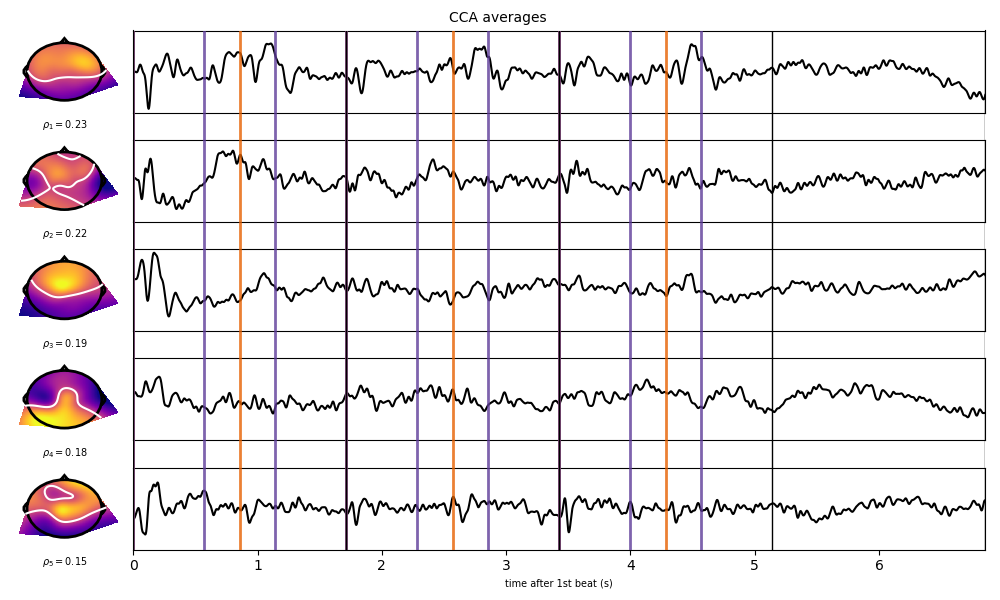 CCA averages
ρ₁ = 0.23
ρ₂ = 0.22
ρ₃ = 0.19
ρ₄ = 0.18
ρ₅ = 0.15
0 1 2 3 4 5 6
time after 1st beat (s)